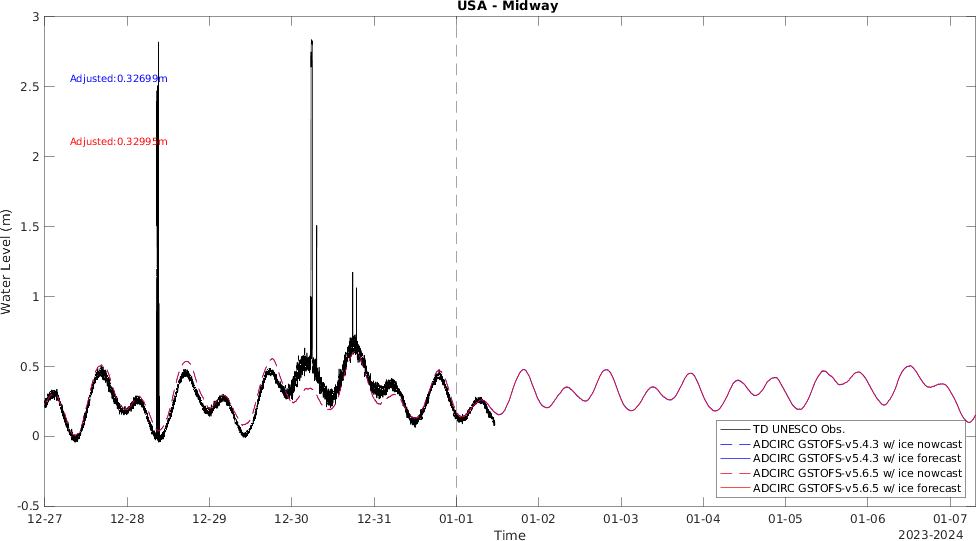 USA - Midway
3
2.5
2
1.5
1
0.5
0
-0.5
Water Level (m)
Adjusted:0.32699m
Adjusted:0.32995m
TD UNESCO Obs.
ADCIRC GSTOFS-v5.4.3 w/ ice nowcast
ADCIRC GSTOFS-v5.4.3 w/ ice forecast
ADCIRC GSTOFS-v5.6.5 w/ ice nowcast
ADCIRC GSTOFS-v5.6.5 w/ ice forecast
12-27 12-28 12-29 12-30 12-31 01-01 01-02 01-03 01-04 01-05 01-06 01-07
Time
2023-2024